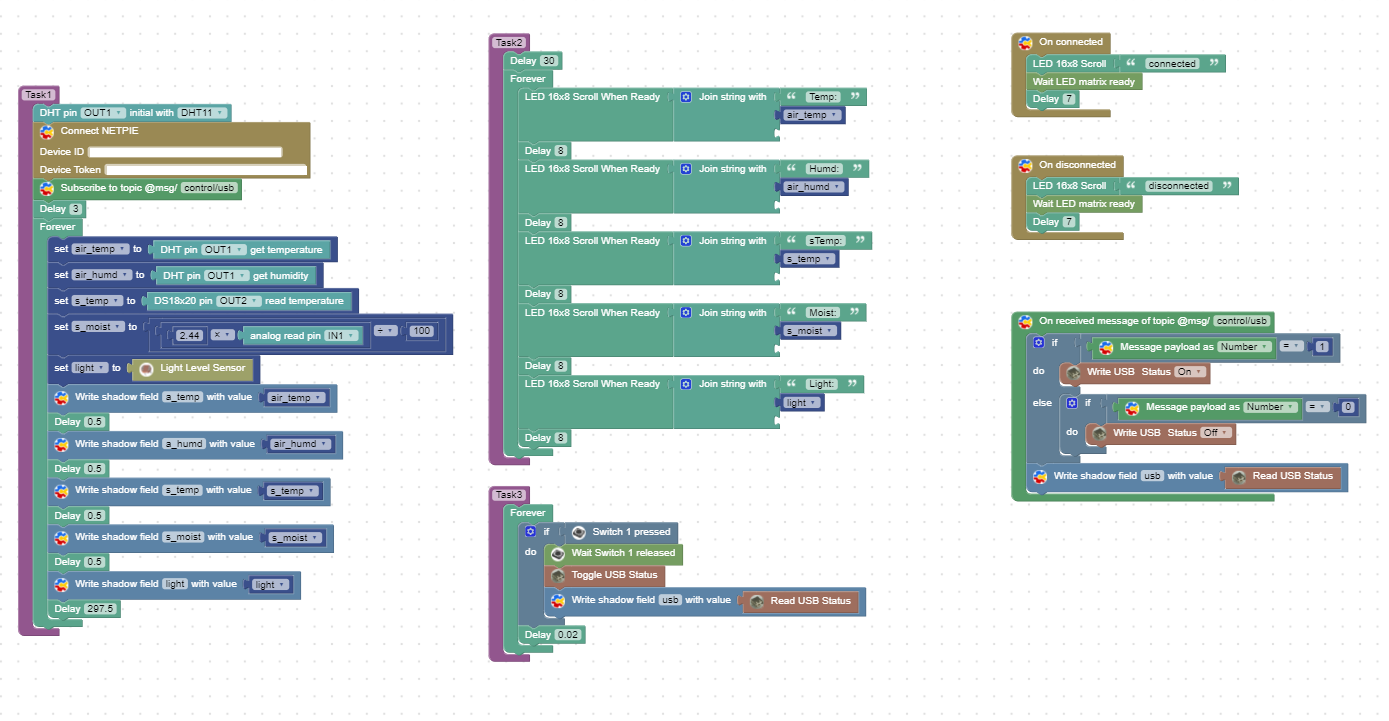 Task1
DHT pin OUT1 initial with DHT11
Connect NETPIE
Device ID
Device Token
Subscribe to topic @msg/ control/usb
Delay 3
Forever
set air_temp to DHT pin OUT1 get temperature
set air_humd to DHT pin OUT1 get humidity
set s_temp to DS18x20 pin OUT2 read temperature
set s_moist to 2.44 × analog read pin IN1 ÷ 100
set light to Light Level Sensor
Write shadow field a_temp with value air_temp
Delay 0.5
Write shadow field a_humd with value air_humd
Delay 0.5
Write shadow field s_temp with value s_temp
Delay 0.5
Write shadow field s_moist with value s_moist
Delay 0.5
Write shadow field light with value light
Delay 297.5
Task2
Delay 30
Forever
LED 16x8 Scroll When Ready Join string with “ Temp: ”
air_temp
Delay 8
LED 16x8 Scroll When Ready Join string with “ Humd: ”
air_humd
Delay 8
LED 16x8 Scroll When Ready Join string with “ sTemp: ”
s_temp
Delay 8
LED 16x8 Scroll When Ready Join string with “ Moist: ”
s_moist
Delay 8
LED 16x8 Scroll When Ready Join string with “ Light: ”
light
Delay 8
Task3
Forever
if Switch 1 pressed
do Wait Switch 1 released
Toggle USB Status
Write shadow field usb with value Read USB Status
Delay 0.02
On connected
LED 16x8 Scroll “ connected ”
Wait LED matrix ready
Delay 7
On disconnected
LED 16x8 Scroll “ disconnected ”
Wait LED matrix ready
Delay 7
On received message of topic @msg/ control/usb
if Message payload as Number = 1
do Write USB Status On
else if Message payload as Number = 0
do Write USB Status Off
Write shadow field usb with value Read USB Status